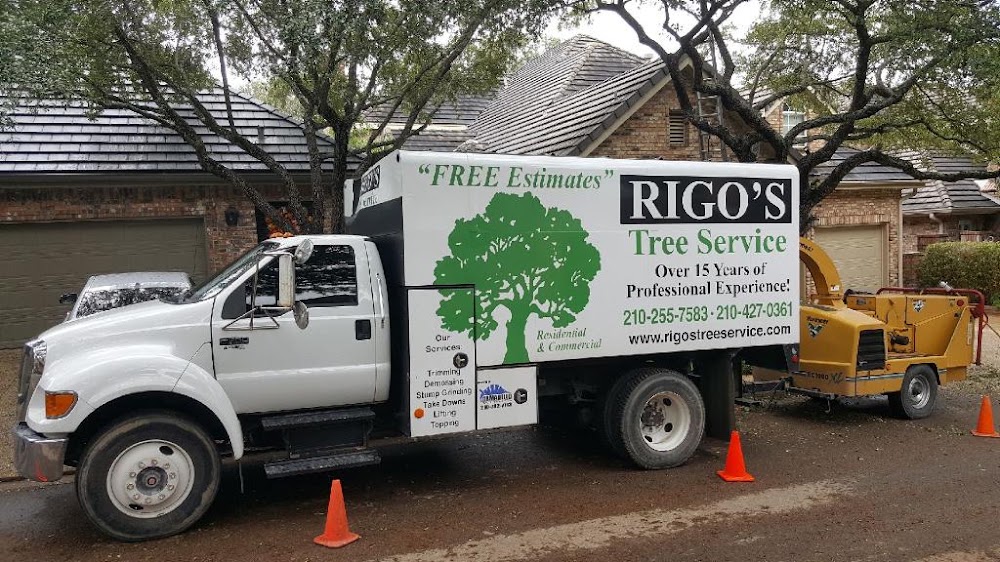 "FREE Estimates"
RIGO'S
Tree Service
Over 15 Years of
Professional Experience!
210-255-7583 · 210-427-0361
www.rigostreeservice.com
Residential
& Commercial
Our
Services
Trimming
Demossing
Stump Grinding
Take Downs
Lifting
Topping